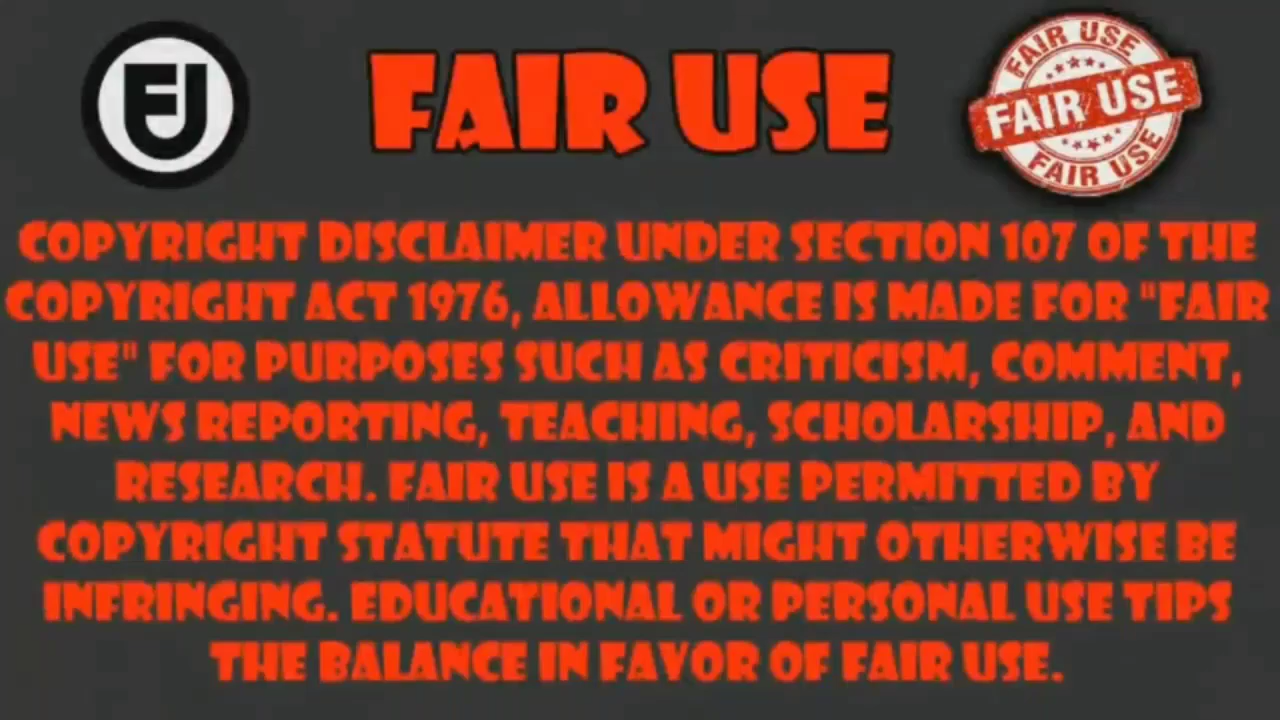 FAIR USE
FAIR USE
FAIR USE
FAIR USE
COPYRIGHT DISCLAIMER UNDER SECTION 107 OF THE
COPYRIGHT ACT 1976, ALLOWANCE IS MADE FOR "FAIR
USE" FOR PURPOSES SUCH AS CRITICISM, COMMENT,
NEWS REPORTING, TEACHING, SCHOLARSHIP, AND
RESEARCH. FAIR USE IS A USE PERMITTED BY
COPYRIGHT STATUTE THAT MIGHT OTHERWISE BE
INFRINGING. EDUCATIONAL OR PERSONAL USE TIPS
THE BALANCE IN FAVOR OF FAIR USE.